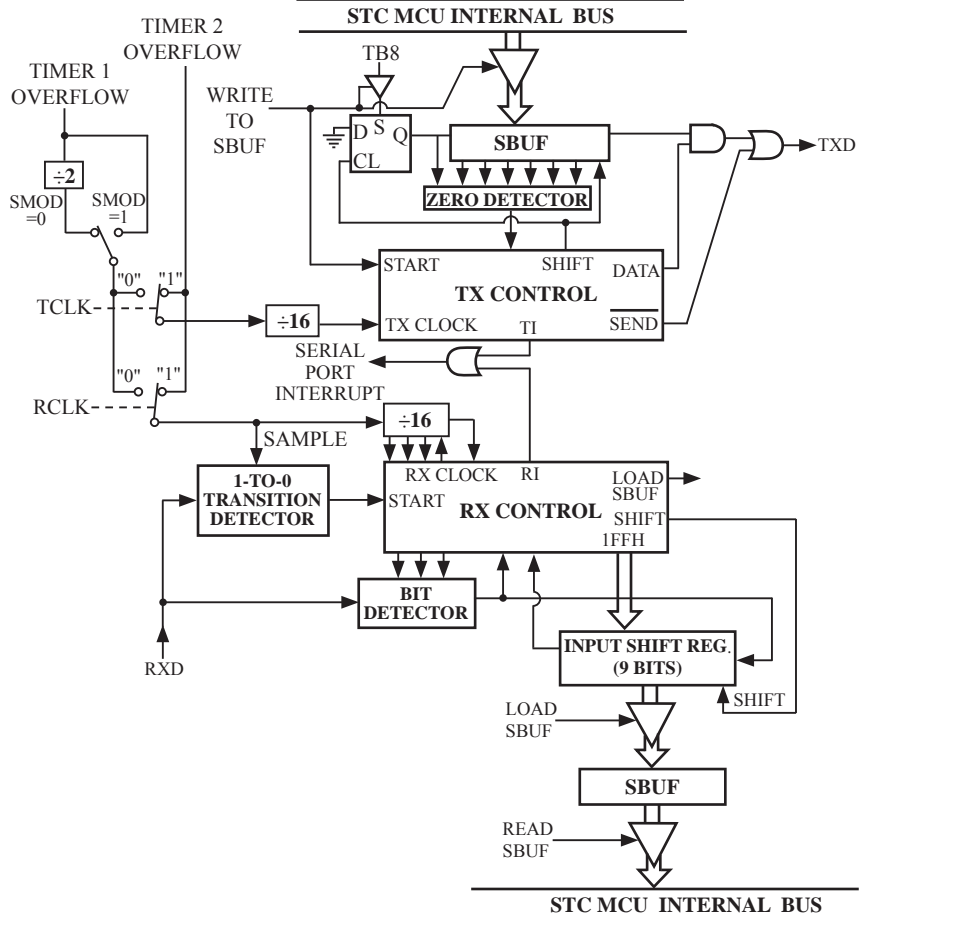 STC MCU INTERNAL BUS
TIMER 2
OVERFLOW
TB8
TIMER 1
OVERFLOW
WRITE
TO
SBUF
D S Q
CL
SBUF
TXD
÷2
ZERO DETECTOR
SMOD
=0
SMOD
=1
START
SHIFT
DATA
TX CONTROL
"0" "1"
TCLK
÷16
TX CLOCK
TI
SEND
SERIAL
PORT
INTERRUPT
"0" "1"
RCLK
÷16
SAMPLE
RX CLOCK
RI
LOAD
SBUF
1-TO-0
TRANSITION
DETECTOR
START
RX CONTROL
SHIFT
1FFH
BIT
DETECTOR
RXD
INPUT SHIFT REG.
(9 BITS)
SHIFT
LOAD
SBUF
SBUF
READ
SBUF
STC MCU INTERNAL BUS